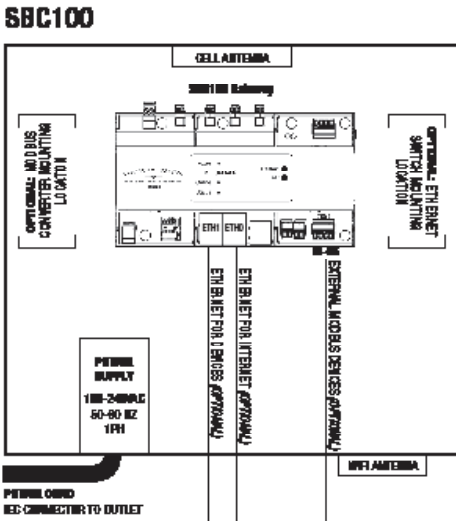 SBC100
CELL ANTENNA
SBC100 Gateway
OPTIONAL: MODBUS
CONVERTER MOUNTING
LOCATION
OPTIONAL: ETHERNET
SWITCH MOUNTING
LOCATION
ETH1 ETH0
ETHERNET FOR DEVICES (OPTIONAL)
ETHERNET FOR INTERNET (OPTIONAL)
EXTERNAL MODBUS DEVICES (OPTIONAL)
POWER
SUPPLY
100-240VAC
50-60 HZ
1PH
WIFI ANTENNA
POWER CORD
IEC CONNECTOR TO OUTLET